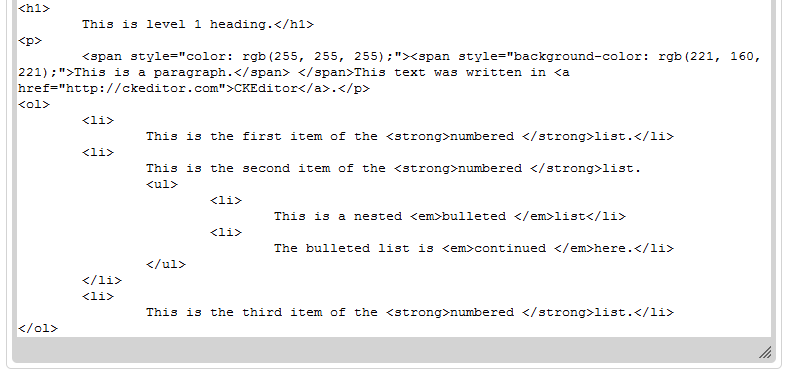 <h1>
This is level 1 heading.</h1>
<p>
<span style="color: rgb(255, 255, 255);"><span style="background-color: rgb(221, 160,
221);">This is a paragraph.</span> </span>This text was written in <a
href="http://ckeditor.com">CKEditor</a>.</p>
<ol>
<li>
This is the first item of the <strong>numbered </strong>list.</li>
<li>
This is the second item of the <strong>numbered </strong>list.
<ul>
<li>
This is a nested <em>bulleted </em>list</li>
<li>
The bulleted list is <em>continued </em>here.</li>
</ul>
</li>
<li>
This is the third item of the <strong>numbered </strong>list.</li>
</ol>